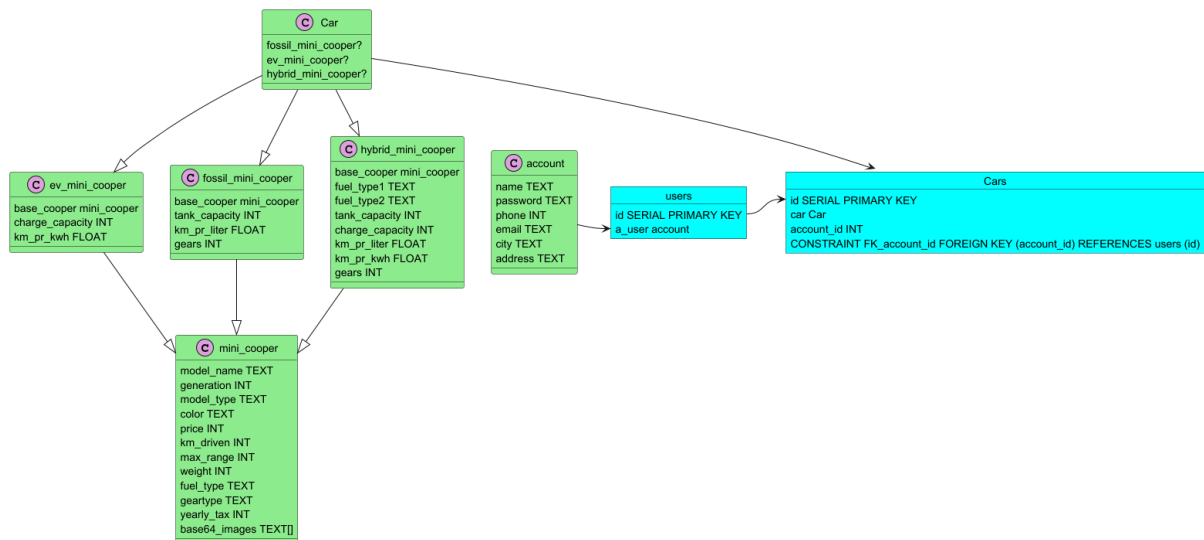 C Car
fossil_mini_cooper?
ev_mini_cooper?
hybrid_mini_cooper?
C ev_mini_cooper
base_cooper mini_cooper
charge_capacity INT
km_pr_kwh FLOAT
C fossil_mini_cooper
base_cooper mini_cooper
tank_capacity INT
km_pr_liter FLOAT
gears INT
C hybrid_mini_cooper
base_cooper mini_cooper
fuel_type1 TEXT
fuel_type2 TEXT
tank_capacity INT
charge_capacity INT
km_pr_liter FLOAT
km_pr_kwh FLOAT
gears INT
C account
name TEXT
password TEXT
phone INT
email TEXT
city TEXT
address TEXT
users
id SERIAL PRIMARY KEY
a_user account
Cars
id SERIAL PRIMARY KEY
car Car
account_id INT
CONSTRAINT FK_account_id FOREIGN KEY (account_id) REFERENCES users (id)
C mini_cooper
model_name TEXT
generation INT
model_type TEXT
color TEXT
price INT
km_driven INT
max_range INT
weight INT
fuel_type TEXT
geartype TEXT
yearly_tax INT
base64_images TEXT[]